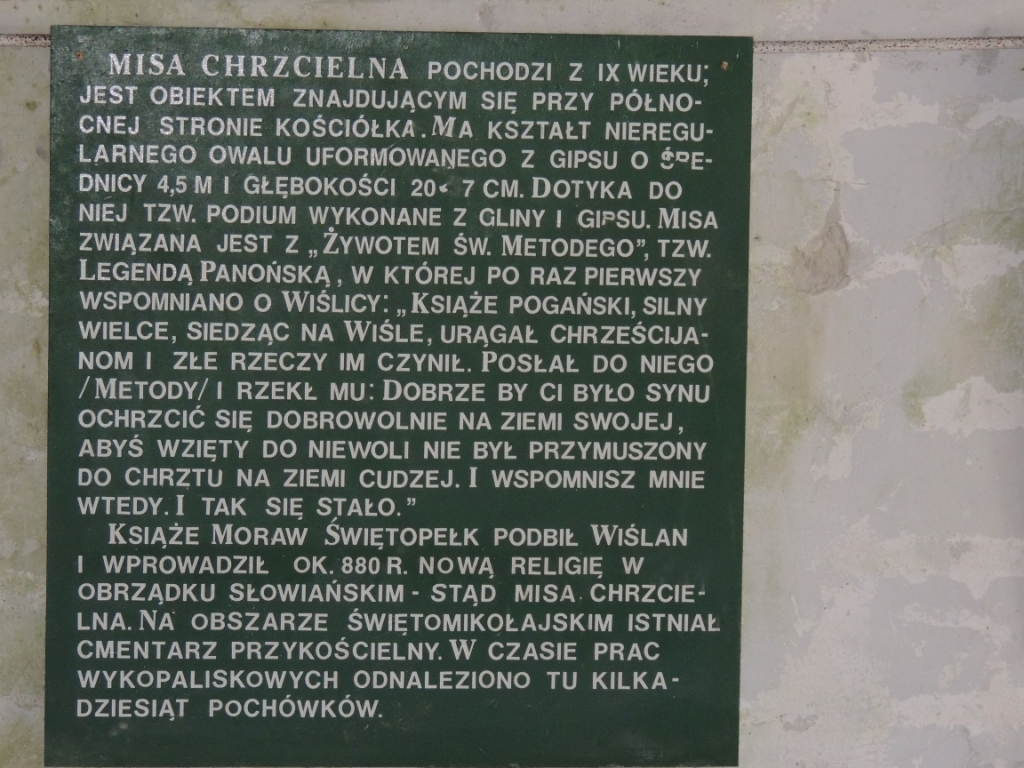 MISA CHRZCIELNA POCHODZI Z IX WIEKU;
JEST OBIEKTEM ZNAJDUJĄCYM SIĘ PRZY PÓŁNO-
CNEJ STRONIE KOŚCIÓŁKA. MA KSZTAŁT NIEREGU-
LARNEGO OWALU UFORMOWANEGO Z GIPSU O ŚRE-
DNICY 4,5 M I GŁĘBOKOŚCI 7 CM. DOTYKA DO
NIEJ TZW. PODIUM WYKONANE Z GLINY I GIPSU. MISA
ZWIĄZANA JEST Z „ŻYWOTEM ŚW. METODEGO”, TZW.
LEGENDĄ PANOŃSKĄ, W KTÓREJ PO RAZ PIERWSZY
WSPOMNIANO O WIŚLICY: „KSIĄŻE POGAŃSKI, SILNY
WIELCE, SIEDZĄC NA WIŚLE, URĄGAŁ CHRZEŚCIJA-
NOM I ZŁE RZECZY IM CZYNIŁ. POSŁAŁ DO NIEGO
/METODY/ I RZEKŁ MU: DOBRZE BY CI BYŁO SYNU
OCHRZCIĆ SIĘ DOBROWOLNIE NA ZIEMI SWOJEJ,
ABYŚ WZIĘTY DO NIEWOLI NIE BYŁ PRZYMUSZONY
DO CHRZTU NA ZIEMI CUDZEJ. I WSPOMNISZ MNIE
WTEDY. I TAK SIĘ STAŁO.”
KSIĄŻE MORAW ŚWIĘTOPEŁK PODBIŁ WIŚLAN
I WPROWADZIŁ OK. 880 R. NOWĄ RELIGIĘ W
OBRZĄDKU SŁOWIAŃSKIM - STĄD MISA CHRZCIE-
LNA. NA OBSZARZE ŚWIĘTOMIKOŁAJSKIM ISTNIAŁ
CMENTARZ PRZYKOŚCIELNY. W CZASIE PRAC
WYKOPALISKOWYCH ODNALEZIONO TU KILKA-
DZIESIĄT POCHÓWKÓW.